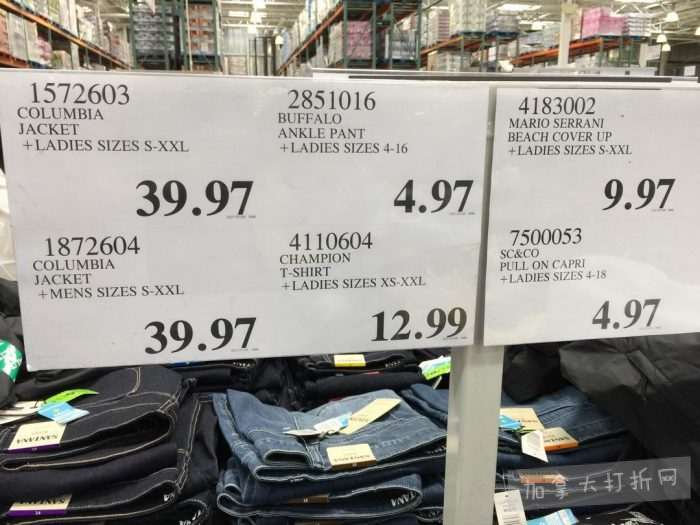 1572603
COLUMBIA
JACKET
+LADIES SIZES S-XXL
39.97
2851016
BUFFALO
ANKLE PANT
+LADIES SIZES 4-16
4.97
4183002
MARIO SERRANI
BEACH COVER UP
+LADIES SIZES S-XXL
9.97
1872604
COLUMBIA
JACKET
+MENS SIZES S-XXL
39.97
4110604
CHAMPION
T-SHIRT
+LADIES SIZES XS-XXL
12.99
7500053
SC&CO
PULL ON CAPRI
+LADIES SIZES 4-18
4.97
SANTANA
SANTANA
加拿大打折网